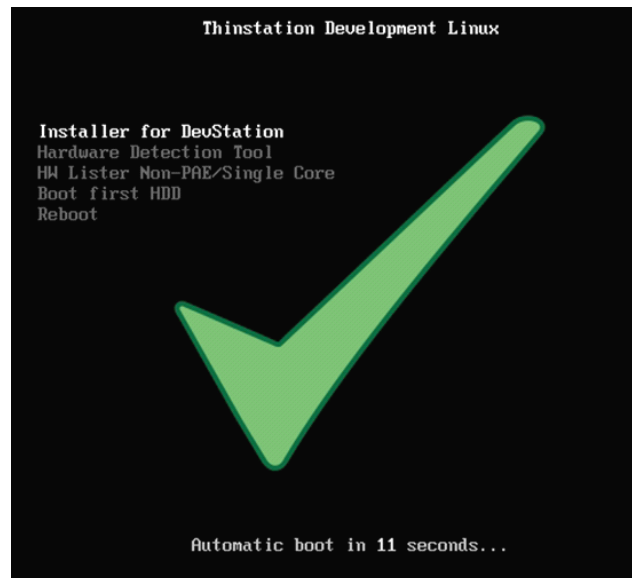 Thinstation Development Linux
Installer for DevStation
Hardware Detection Tool
HW Lister Non-PAE/Single Core
Boot first HDD
Reboot
Automatic boot in 11 seconds...